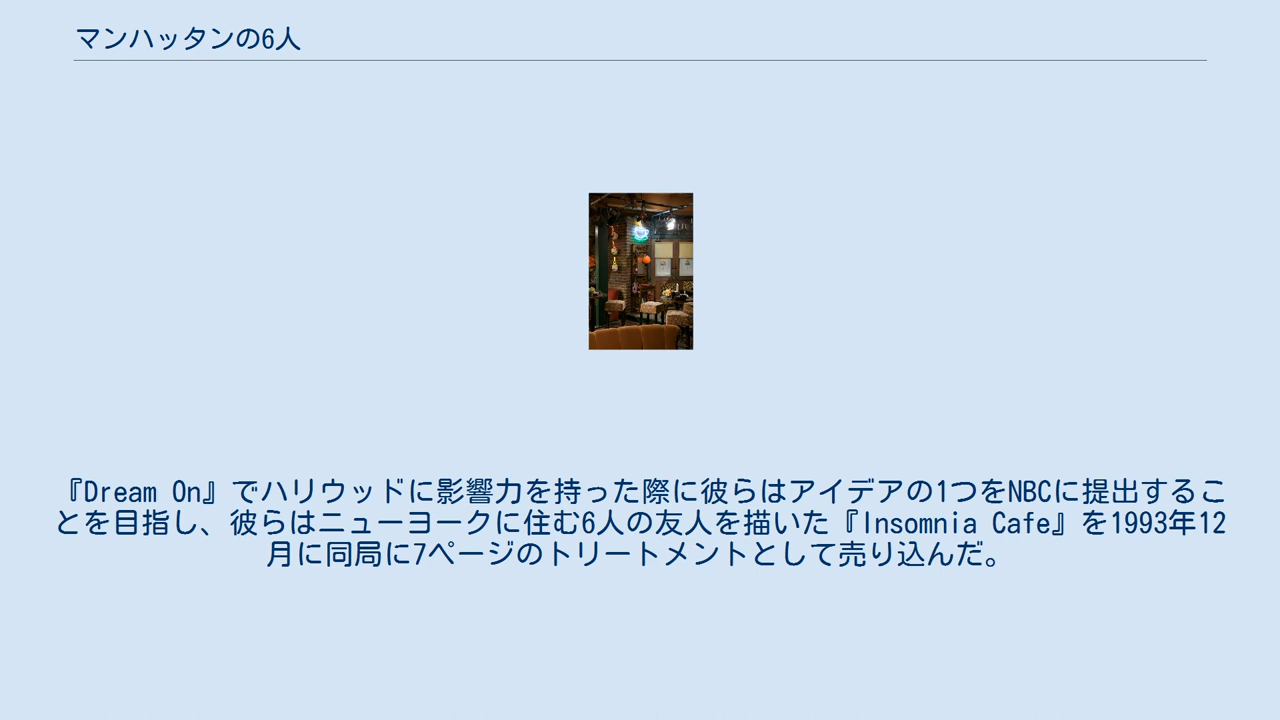 マンハッタンの6人
『Dream On』でハリウッドに影響力を持った際に彼らはアイデアの1つをNBCに提出するこ
とを目指し、彼らはニューヨークに住む6人の友人を描いた『Insomnia Cafe』を1993年12
月に同局に7ページのトリートメントとして売り込んだ。